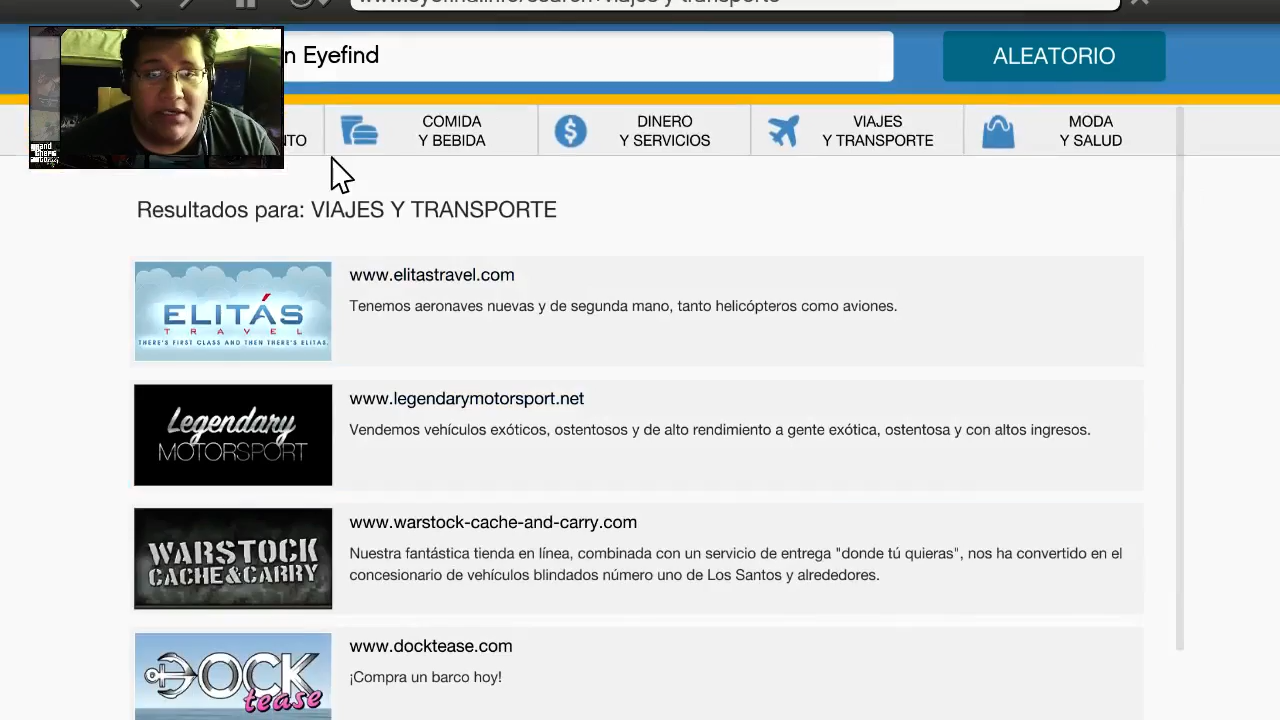 n Eyefind
ALEATORIO
NTO
COMIDA
Y BEBIDA
DINERO
Y SERVICIOS
VIAJES
Y TRANSPORTE
MODA
Y SALUD
Resultados para: VIAJES Y TRANSPORTE
ELITÁS
TRAVEL
THERE'S FIRST CLASS AND THEN THERE'S ELITAS.
www.elitastravel.com
Tenemos aeronaves nuevas y de segunda mano, tanto helicópteros como aviones.
Legendary
MOTORSPORT
www.legendarymotorsport.net
Vendemos vehículos exóticos, ostentosos y de alto rendimiento a gente exótica, ostentosa y con altos ingresos.
WARSTOCK
CACHE&CARRY
www.warstock-cache-and-carry.com
Nuestra fantástica tienda en línea, combinada con un servicio de entrega "donde tú quieras", nos ha convertido en el
concesionario de vehículos blindados número uno de Los Santos y alrededores.
DOCK
tease
www.docktease.com
¡Compra un barco hoy!